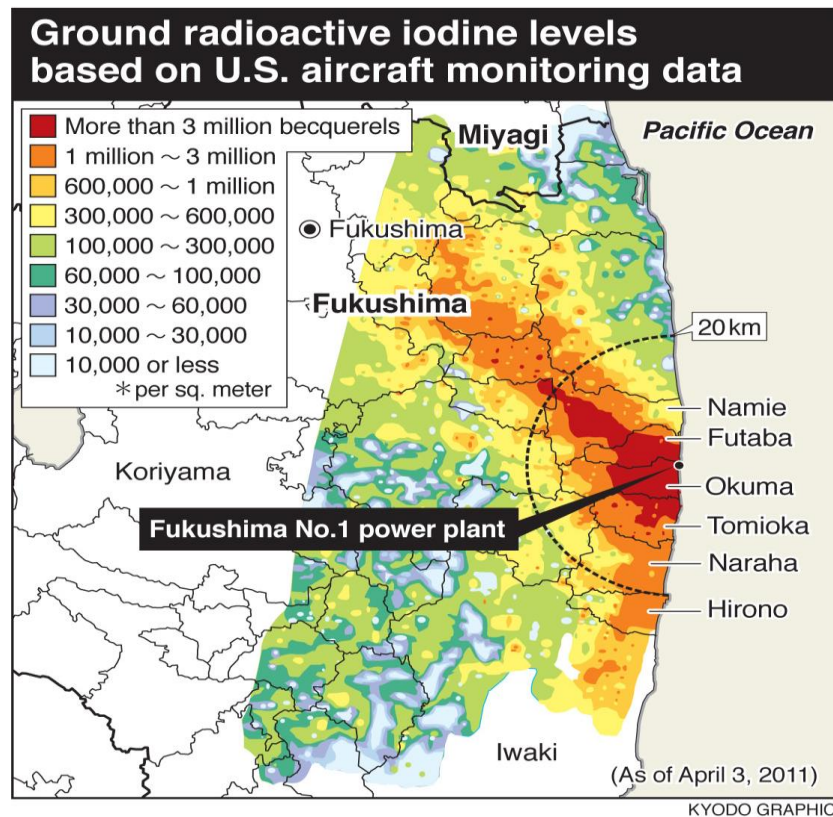 Ground radioactive iodine levels
based on U.S. aircraft monitoring data
More than 3 million becquerels
1 million ~ 3 million
600,000 ~ 1 million
300,000 ~ 600,000
100,000 ~ 300,000
60,000 ~ 100,000
30,000 ~ 60,000
10,000 ~ 30,000
10,000 or less
*per sq. meter
Miyagi
Pacific Ocean
Fukushima
Fukushima
20 km
Namie
Futaba
Koriyama
Okuma
Fukushima No.1 power plant
Tomioka
Naraha
Hirono
Iwaki
(As of April 3, 2011)
KYODO GRAPHIC